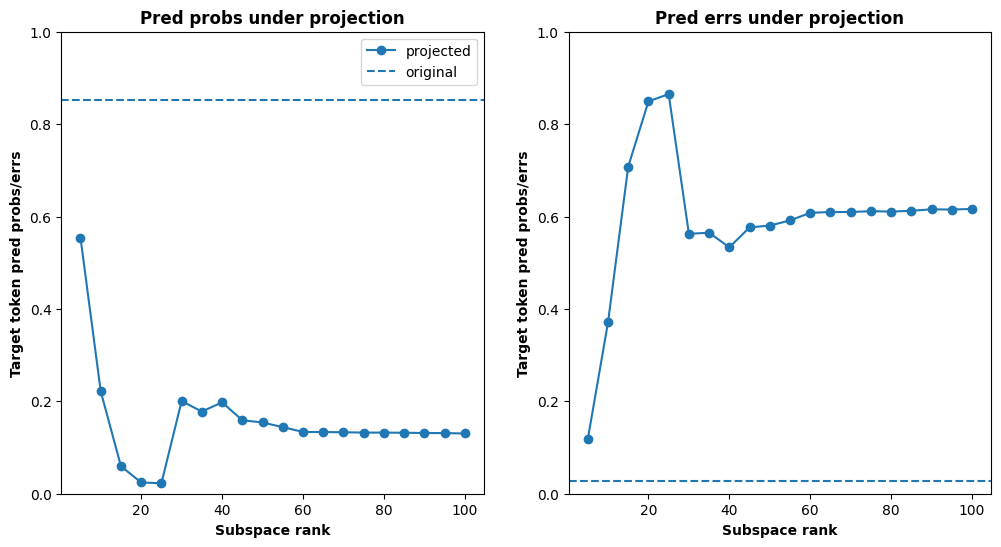 Pred probs under projection
1.0
0.8
0.6
0.4
0.2
0.0
Target token pred probs/errs
projected
original
20
40
60
80
100
Subspace rank
Pred errs under projection
1.0
0.8
0.6
0.4
0.2
0.0
Target token pred probs/errs
20
40
60
80
100
Subspace rank